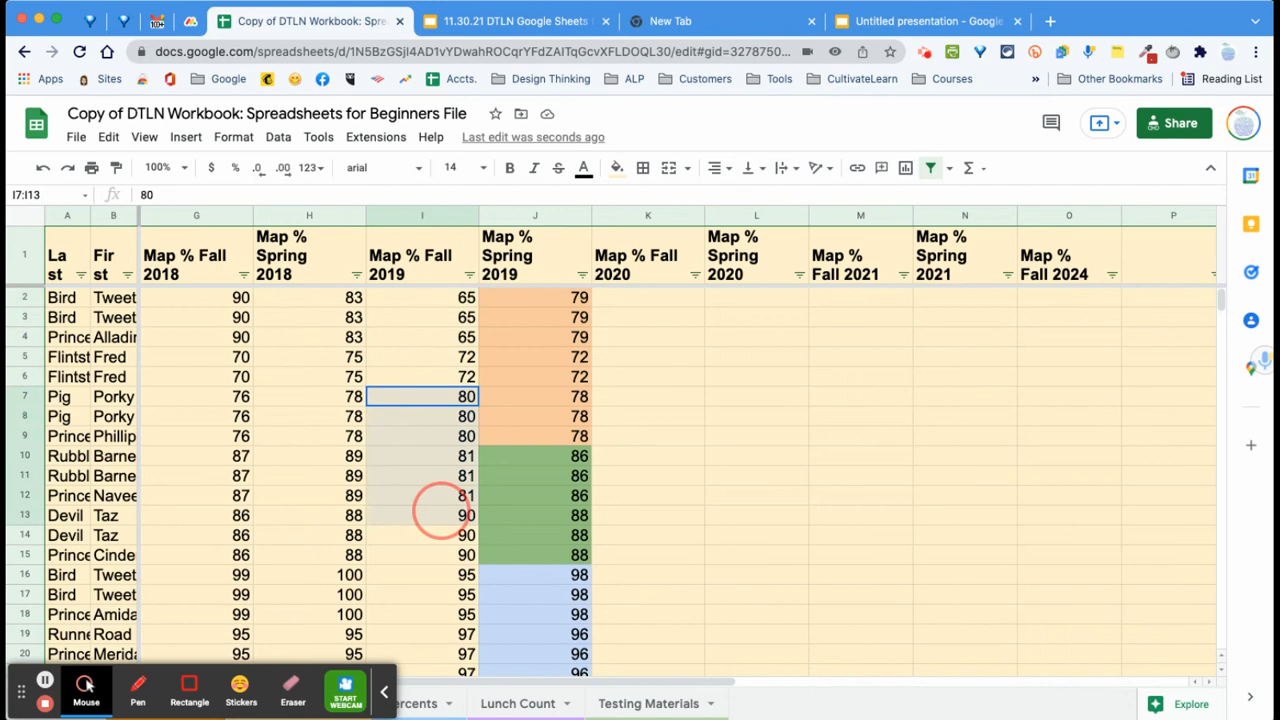 Copy of DTLN Workbook: Spre
11.30.21 DTLN Google Sheets
New Tab
Untitled presentation - Google
docs.google.com/spreadsheets/d/1N5BzGSjI4AD1vYDwahROCqrYFdZAITqGcvXFLDOQL30/edit#gid=3278750...
Apps
Sites
Google
Accts.
Design Thinking
ALP
Customers
Tools
CultivateLearn
Courses
Other Bookmarks
Reading List
Copy of DTLN Workbook: Spreadsheets for Beginners File
File Edit View Insert Format Data Tools Extensions Help Last edit was seconds ago
Share
100% $ % .0 .00 123 arial 14 B I S A
I7:I13
fx 80
A B G H I J K L M N O P
1 La st Fir st Map % Fall 2018 Map % Spring 2018 Map % Fall 2019 Map % Spring 2019 Map % Fall 2020 Map % Spring 2020 Map % Fall 2021 Map % Spring 2021 Map % Fall 2024
2 Bird Tweet 90 83 65 79
3 Bird Tweet 90 83 65 79
4 Prince Alladin 90 83 65 79
5 Flintst Fred 70 75 72 72
6 Flintst Fred 70 75 72 72
7 Pig Porky 76 78 80 78
8 Pig Porky 76 78 80 78
9 Prince Phillip 76 78 80 78
10 Rubbl Barne 87 89 81 86
11 Rubbl Barne 87 89 81 86
12 Prince Navee 87 89 81 86
13 Devil Taz 86 88 90 88
14 Devil Taz 86 88 90 88
15 Prince Cinde 86 88 90 88
16 Bird Tweet 99 100 95 98
17 Bird Tweet 99 100 95 98
18 Prince Amida 99 100 95 98
19 Runne Road 95 95 97 96
20 Prince Merida 95 95 97 96
97 96
Mouse
Pen
Rectangle
Stickers
Eraser
START WEBCAM
ercents
Lunch Count
Testing Materials
Explore